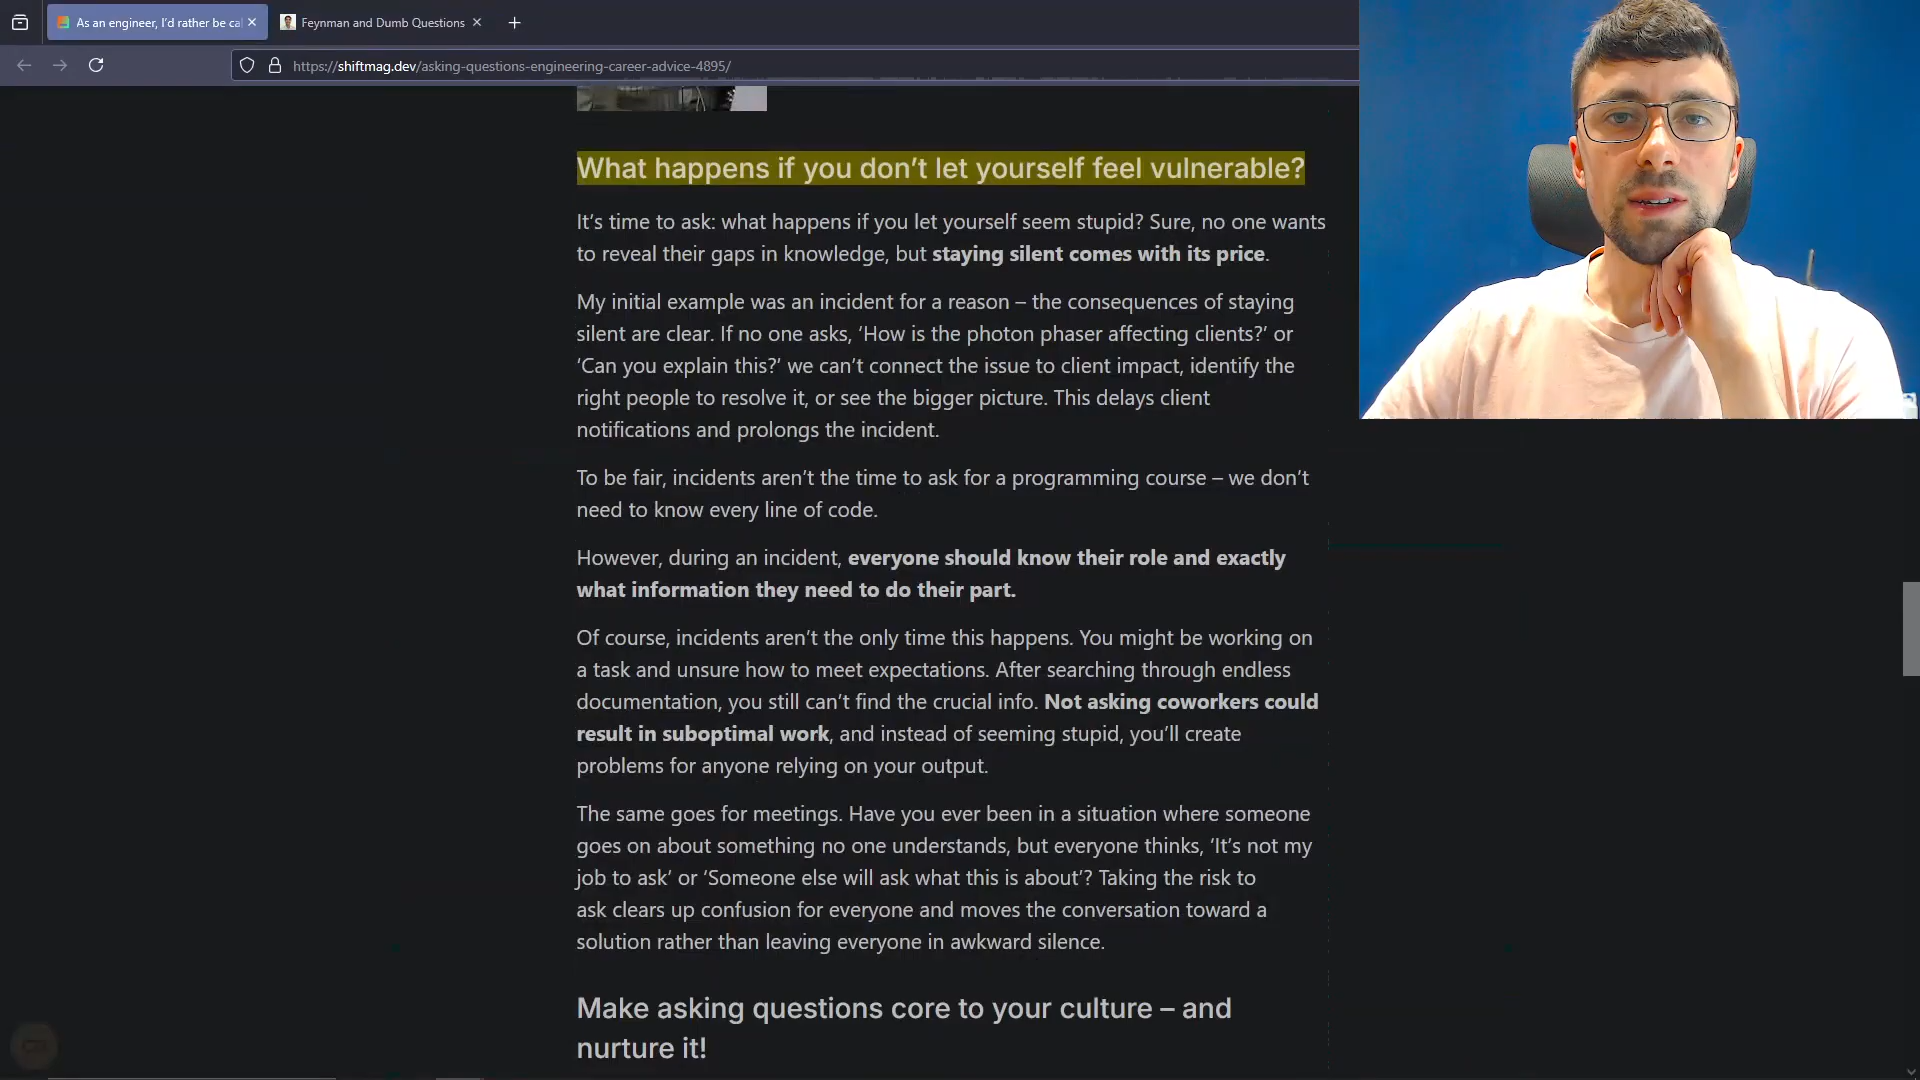 As an engineer, I'd rather be ca
Feynman and Dumb Questions
https://shiftmag.dev/asking-questions-engineering-career-advice-4895/
What happens if you don’t let yourself feel vulnerable?
It’s time to ask: what happens if you let yourself seem stupid? Sure, no one wants
to reveal their gaps in knowledge, but staying silent comes with its price.
My initial example was an incident for a reason – the consequences of staying
silent are clear. If no one asks, ‘How is the photon phaser affecting clients?’ or
‘Can you explain this?’ we can’t connect the issue to client impact, identify the
right people to resolve it, or see the bigger picture. This delays client
notifications and prolongs the incident.
To be fair, incidents aren’t the time to ask for a programming course – we don’t
need to know every line of code.
However, during an incident, everyone should know their role and exactly
what information they need to do their part.
Of course, incidents aren’t the only time this happens. You might be working on
a task and unsure how to meet expectations. After searching through endless
documentation, you still can’t find the crucial info. Not asking coworkers could
result in suboptimal work, and instead of seeming stupid, you’ll create
problems for anyone relying on your output.
The same goes for meetings. Have you ever been in a situation where someone
goes on about something no one understands, but everyone thinks, ‘It’s not my
job to ask’ or ‘Someone else will ask what this is about’? Taking the risk to
ask clears up confusion for everyone and moves the conversation toward a
solution rather than leaving everyone in awkward silence.
Make asking questions core to your culture – and
nurture it!